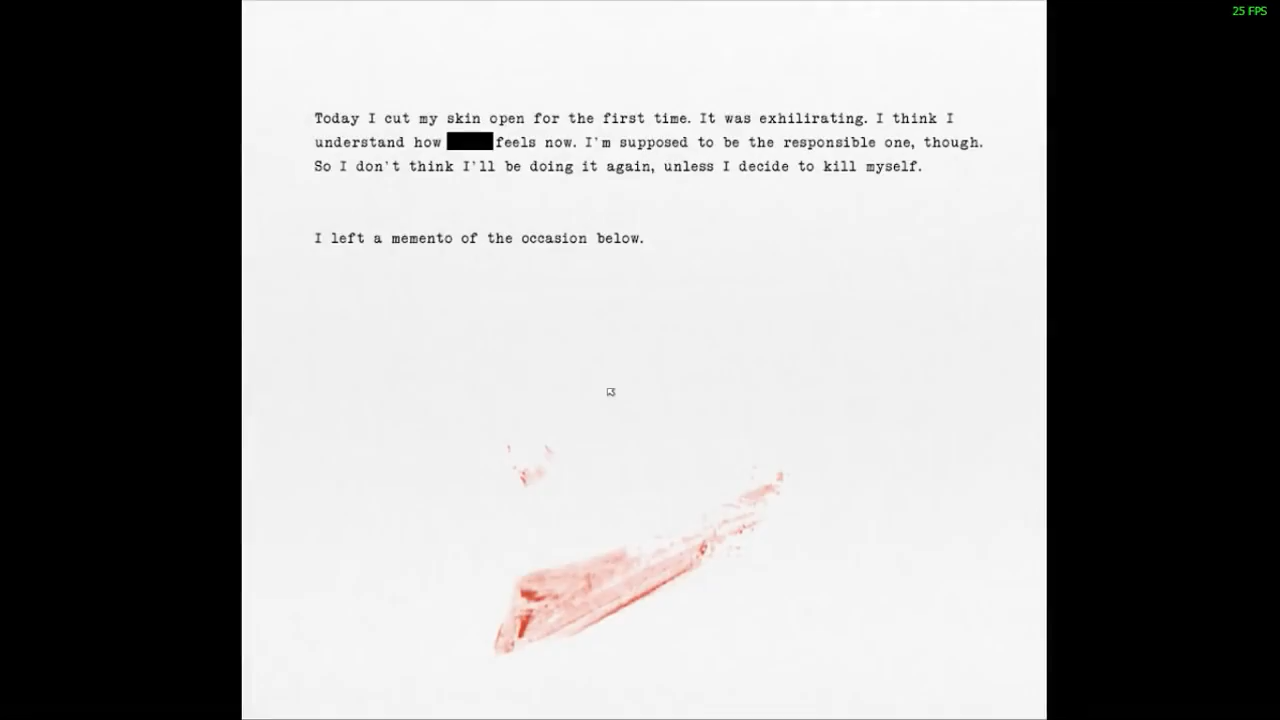 25 FPS
Today I cut my skin open for the first time. It was exhilirating. I think I
understand how feels now. I'm supposed to be the responsible one, though.
So I don't think I'll be doing it again, unless I decide to kill myself.
I left a memento of the occasion below.